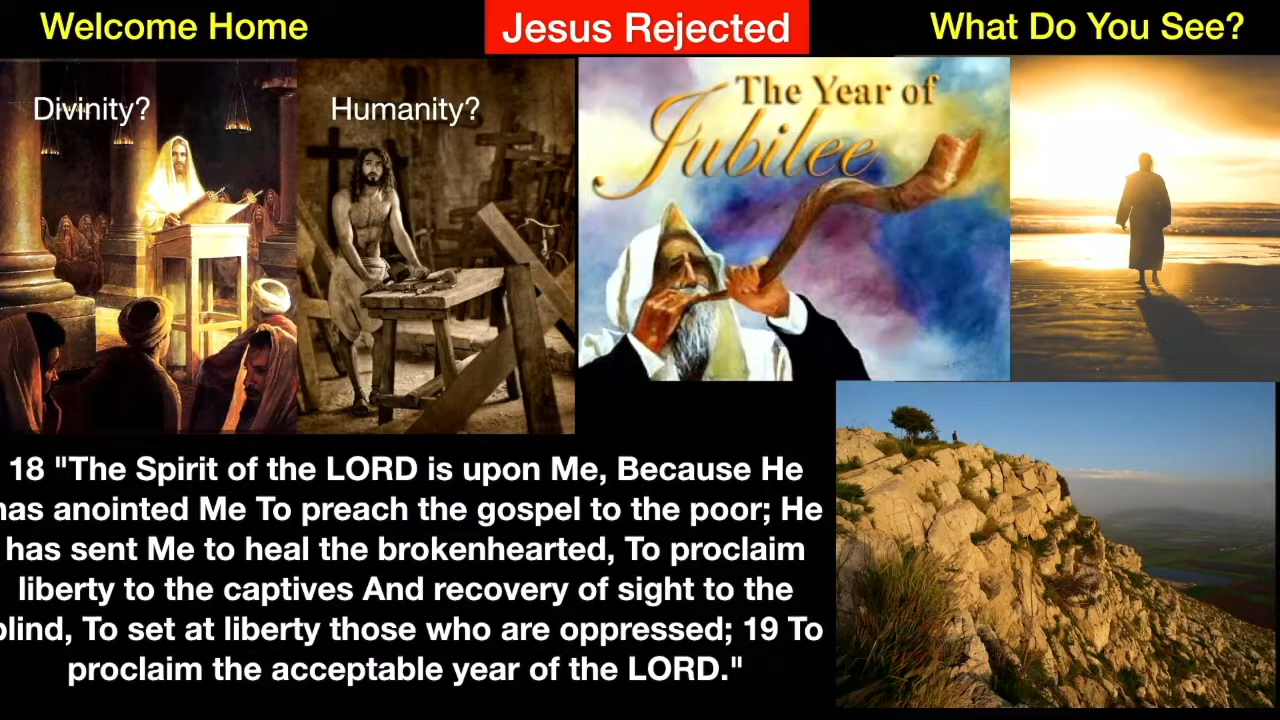 Welcome Home
Jesus Rejected
What Do You See?
Divinity?
Humanity?
The Year of
Jubilee
18 "The Spirit of the LORD is upon Me, Because He
has anointed Me To preach the gospel to the poor; He
has sent Me to heal the brokenhearted, To proclaim
liberty to the captives And recovery of sight to the
blind, To set at liberty those who are oppressed; 19 To
proclaim the acceptable year of the LORD."